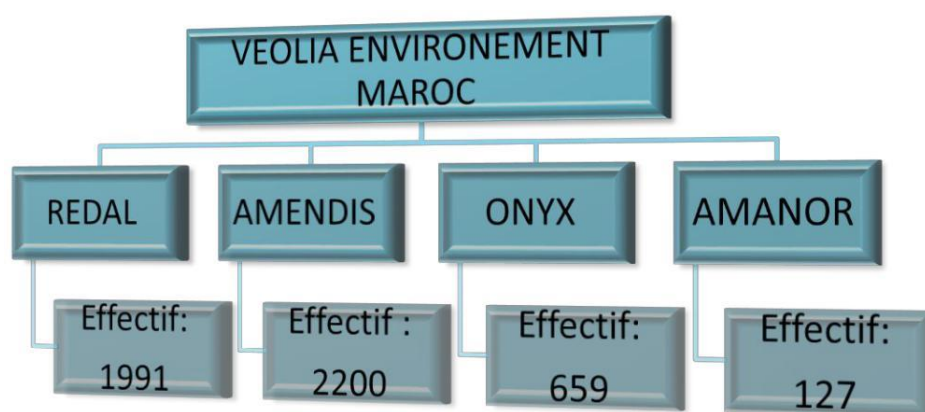 VEOLIA ENVIRONEMENT
MAROC
REDAL
AMENDIS
ONYX
AMANOR
Effectif:
1991
Effectif :
2200
Effectif:
659
Effectif:
127